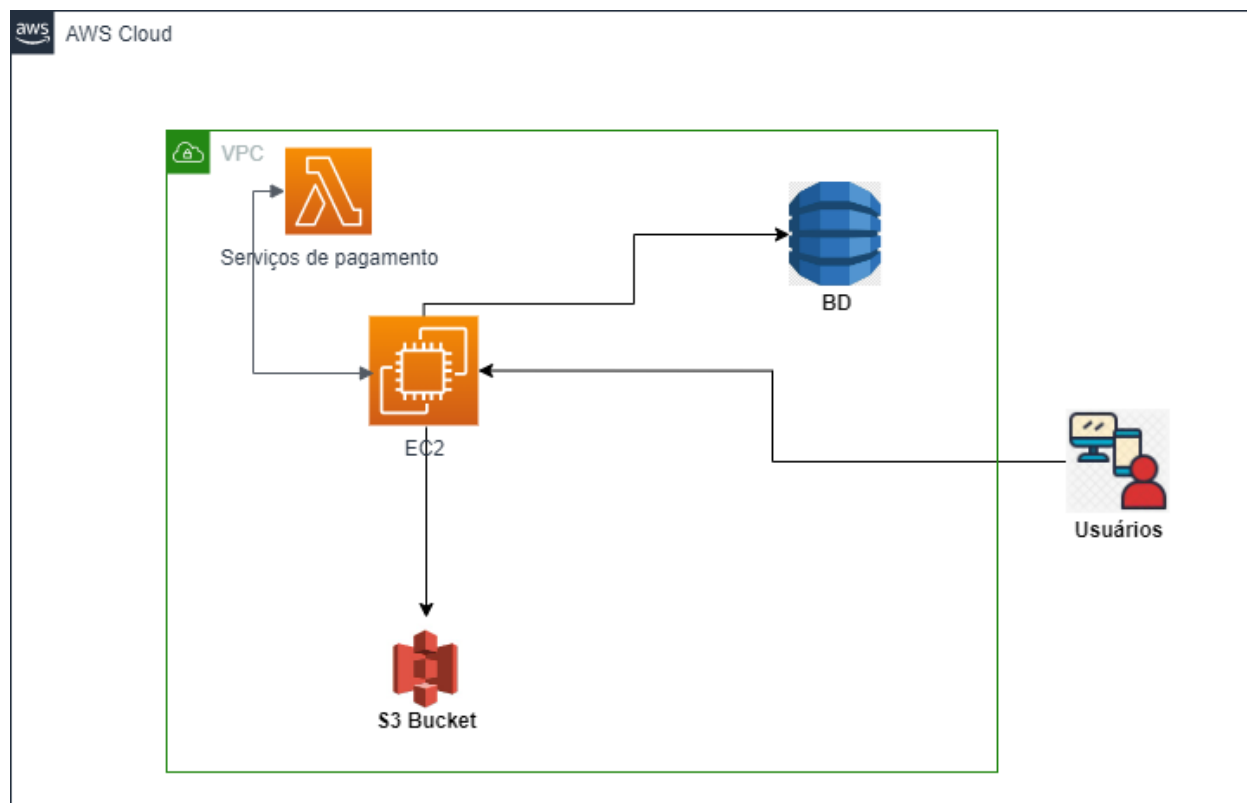 aws
AWS Cloud
VPC
Serviços de pagamento
BD
EC2
Usuários
S3 Bucket